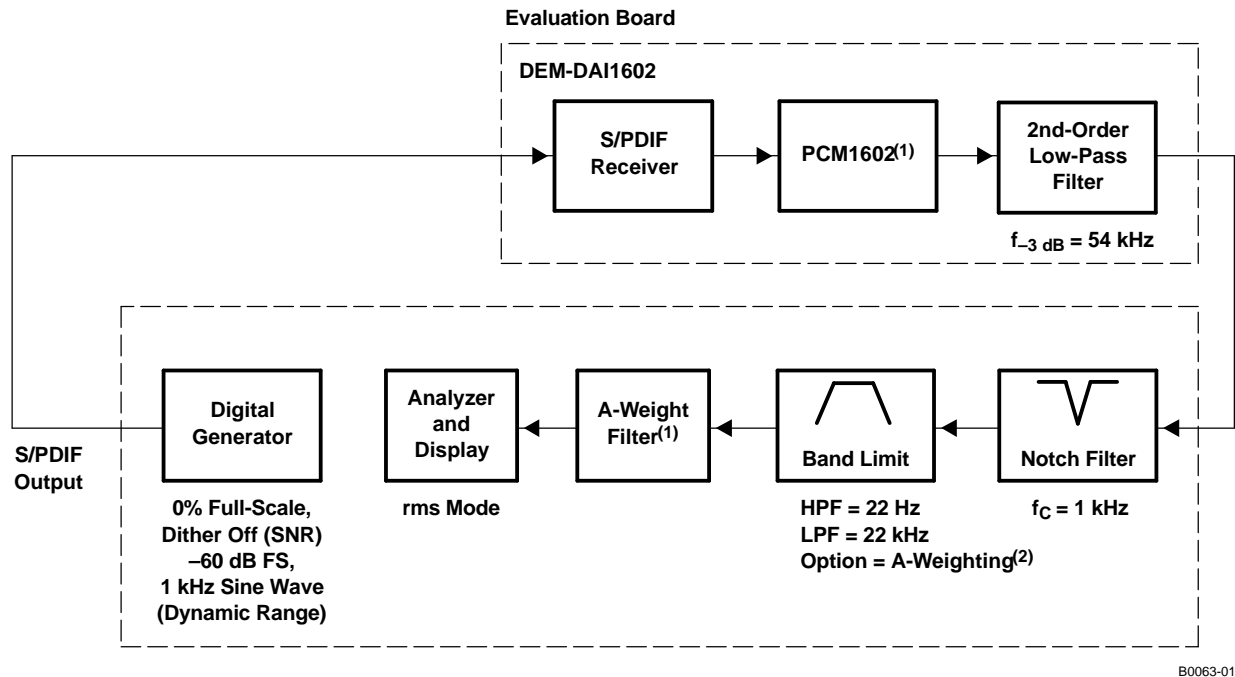 Evaluation Board
DEM-DAI1602
S/PDIF
Receiver
PCM1602(1)
2nd-Order
Low-Pass
Filter
f–3 dB = 54 kHz
S/PDIF
Output
Digital
Generator
0% Full-Scale,
Dither Off (SNR)
–60 dB FS,
1 kHz Sine Wave
(Dynamic Range)
Analyzer
and
Display
rms Mode
A-Weight
Filter(1)
Band Limit
HPF = 22 Hz
LPF = 22 kHz
Option = A-Weighting(2)
Notch Filter
fC = 1 kHz
B0063-01